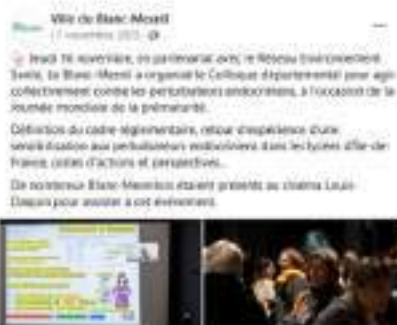 Ville du Blanc-Mesnil
17 novembre 2023
Jeudi 16 novembre, en partenariat avec le Réseau Environnement
Santé, Le Blanc-Mesnil a organisé le Colloque départemental pour agir
collectivement contre les perturbateurs endocriniens, à l'occasion de la
Journée mondiale de la prématurité.
Définition du cadre réglementaire, retour d'expérience d'une
sensibilisation aux perturbateurs endocriniens dans les lycées d'Île-de-
France, pistes d'actions et perspectives...
De nombreux Blanc-Mesnilois étaient présents au cinéma Louis-
Daquin pour assister à cet événement.